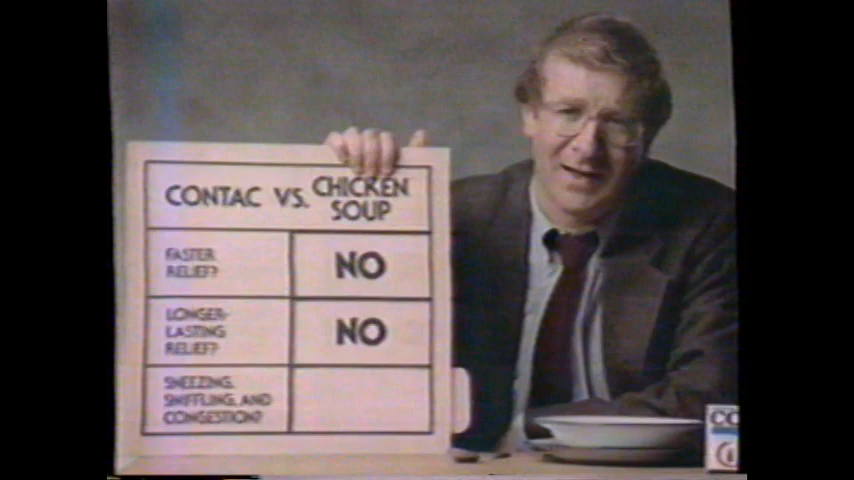 CONTAC VS. CHICKEN SOUP
FASTER
RELIEF?
NO
LONGER-
LASTING
RELIEF?
NO
SNEEZING,
SNIFFLING, AND
CONGESTION?
CO